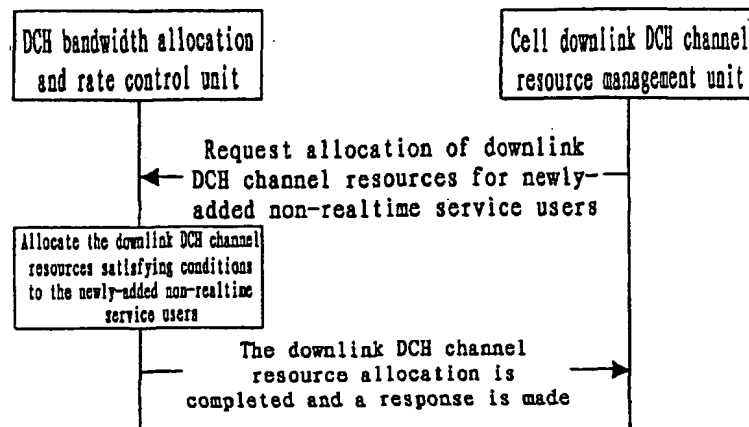 DCH bandwidth allocation
and rate control unit
Cell downlink DCH channel
resource management unit
Request allocation of downlink
DCH channel resources for newly-
added non-realtime service users
Allocate the downlink DCH channel
resources satisfying conditions
to the newly-added non-realtime
service users
The downlink DCH channel
resource allocation is
completed and a response is made